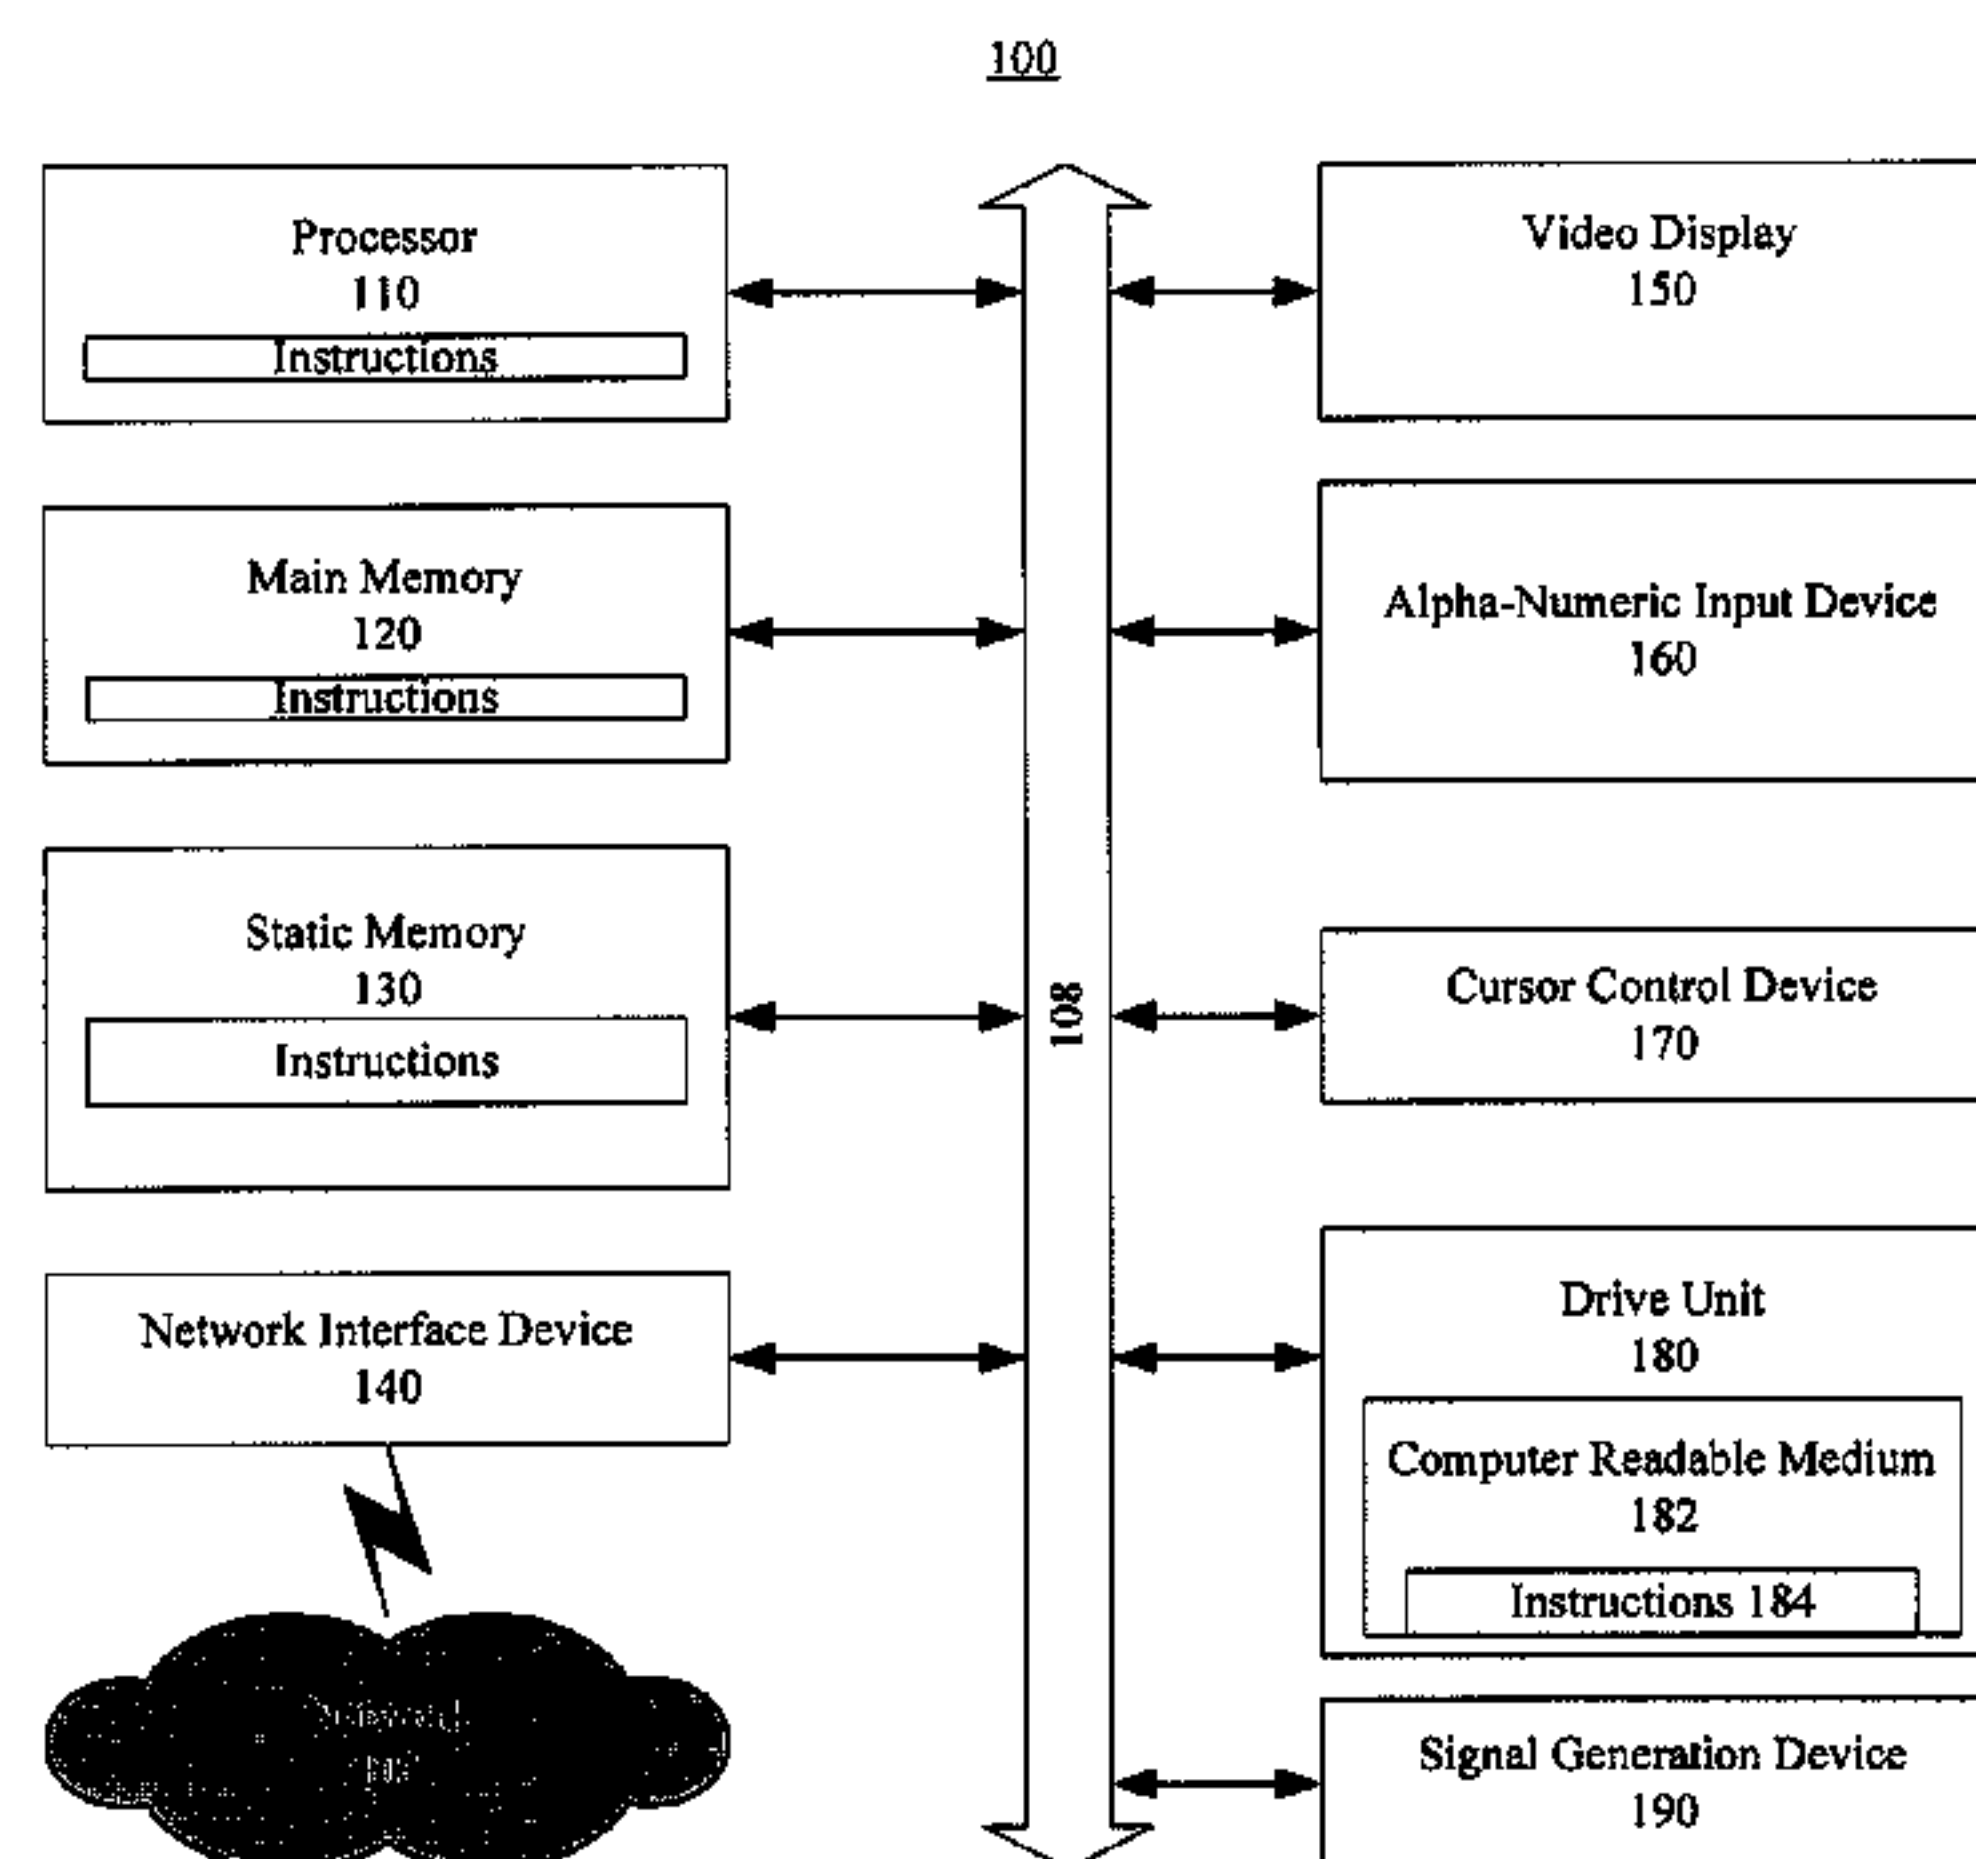 100
Processor
110
Instructions
Main Memory
120
Instructions
Static Memory
130
Instructions
Network Interface Device
140
108
Video Display
150
Alpha-Numeric Input Device
160
Cursor Control Device
170
Drive Unit
180
Computer Readable Medium
182
Instructions 184
Signal Generation Device
190